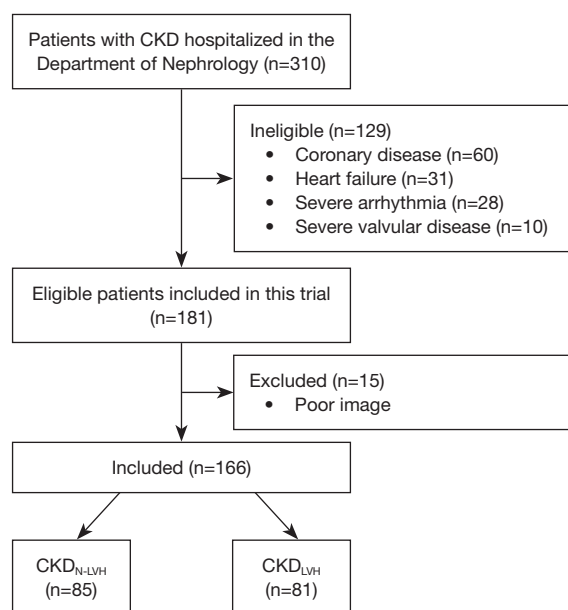 Patients with CKD hospitalized in the
Department of Nephrology (n=310)
Ineligible (n=129)
• Coronary disease (n=60)
• Heart failure (n=31)
• Severe arrhythmia (n=28)
• Severe valvular disease (n=10)
Eligible patients included in this trial
(n=181)
Excluded (n=15)
• Poor image
Included (n=166)
CKDN-LVH
(n=85)
CKDLVH
(n=81)